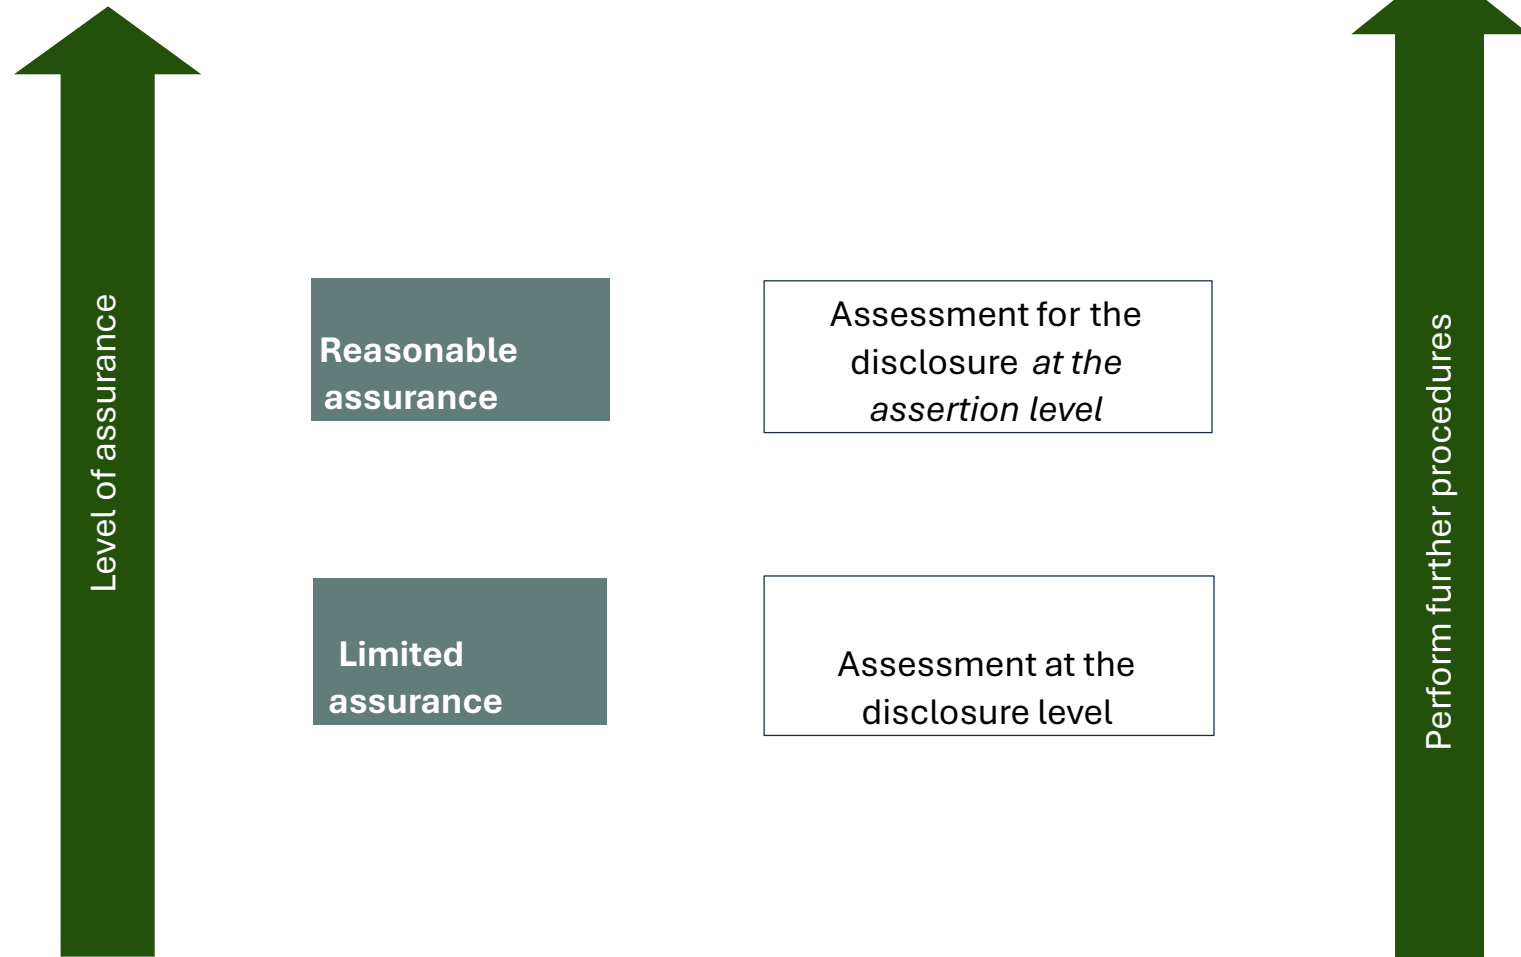 Level of assurance
Reasonable
assurance
Assessment for the
disclosure at the
assertion level
Limited
assurance
Assessment at the
disclosure level
Perform further procedures